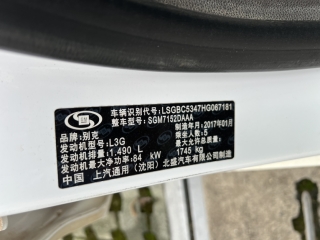 车辆识别代号:LSGBC5347HG067181
整车型号:SGM7152DAAA
品牌:别克
制造年月:2017年01月
乘坐人数:5
发动机型号:L3G
最大允许总质量:
发动机排量:1,490 L
1745 kg
发动机最大净功率:84 kW
中国 上汽通用(沈阳)北盛汽车有限公司制造